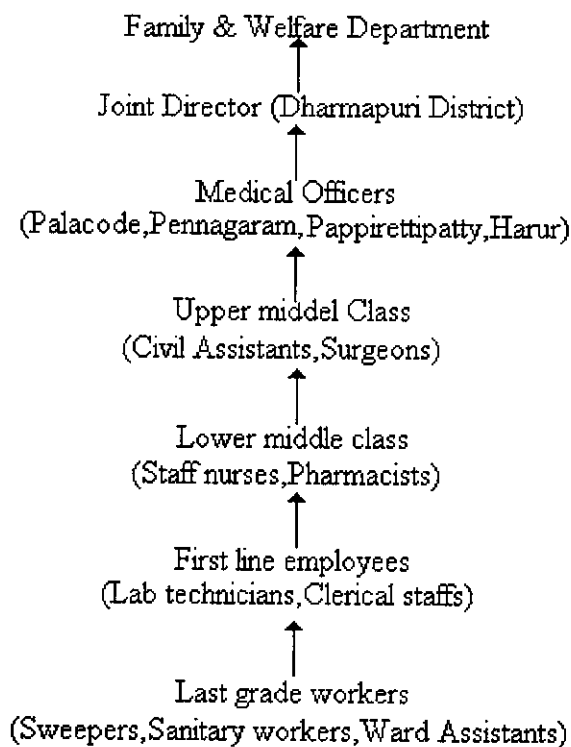 Family & Welfare Department
Joint Director (Dharmapuri District)
Medical Officers
(Palacode,Pennagaram,Pappirettipatty,Harur)
Upper middel Class
(Civil Assistants,Surgeons)
Lower middle class
(Staff nurses,Pharmacists)
First line employees
(Lab technicians,Clerical staffs)
Last grade workers
(Sweepers,Sanitary workers,Ward Assistants)